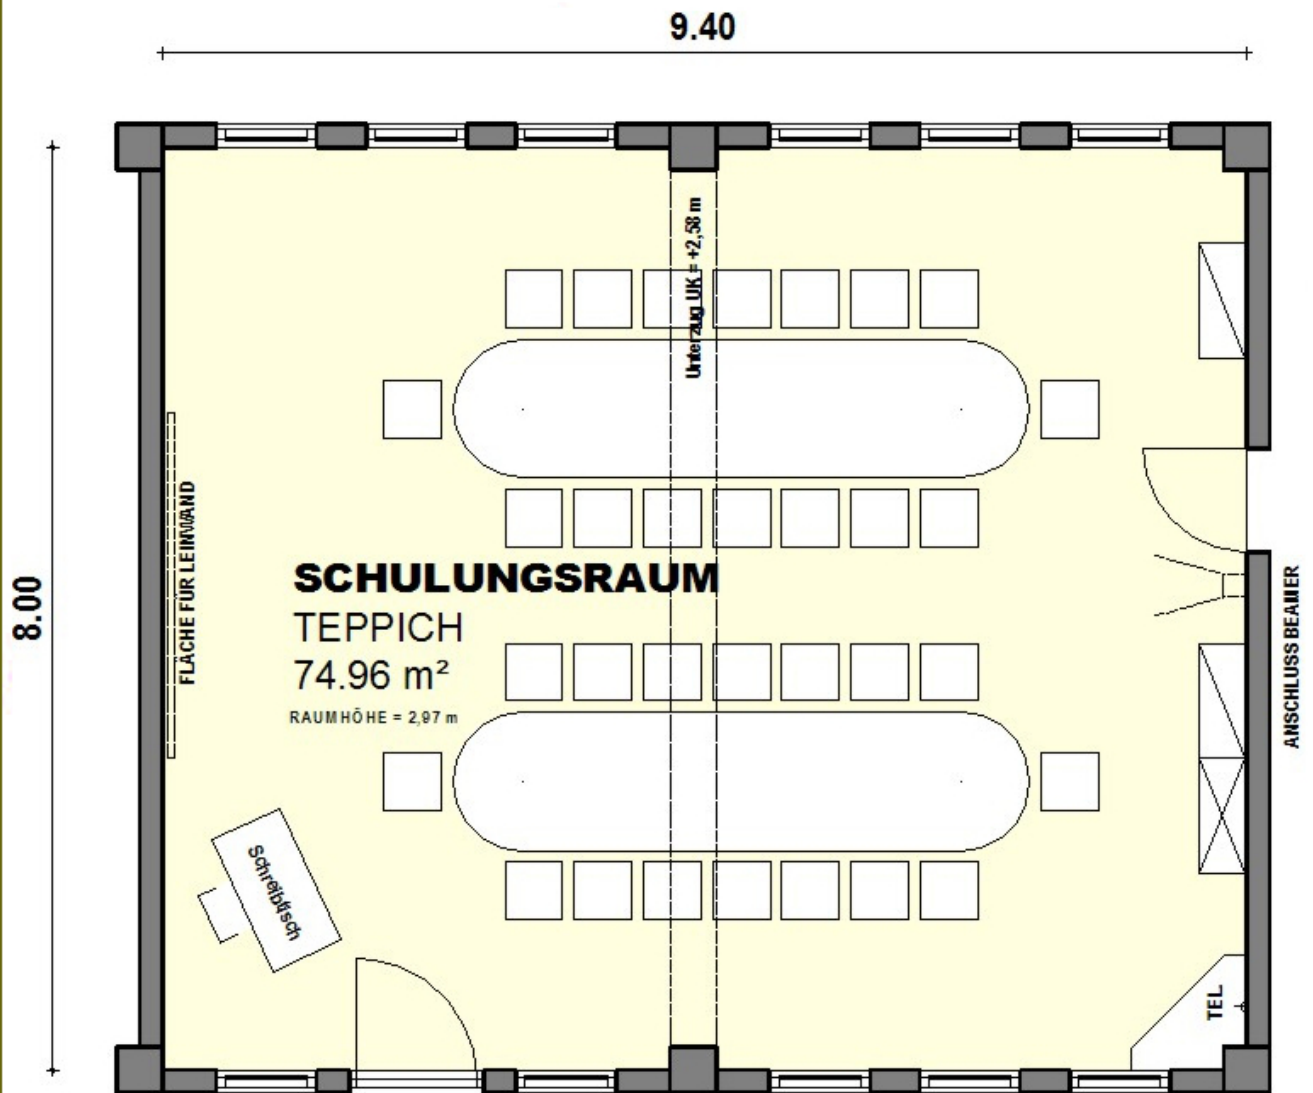 9.40
8.00
Unterzug UK = +2,58 m
FLÄCHE FÜR LEINWAND
SCHULUNGSRAUM
TEPPICH
74.96 m²
RAUMHÖHE = 2,97 m
ANSCHLUSS BEAMER
Schreibtisch
TEL.